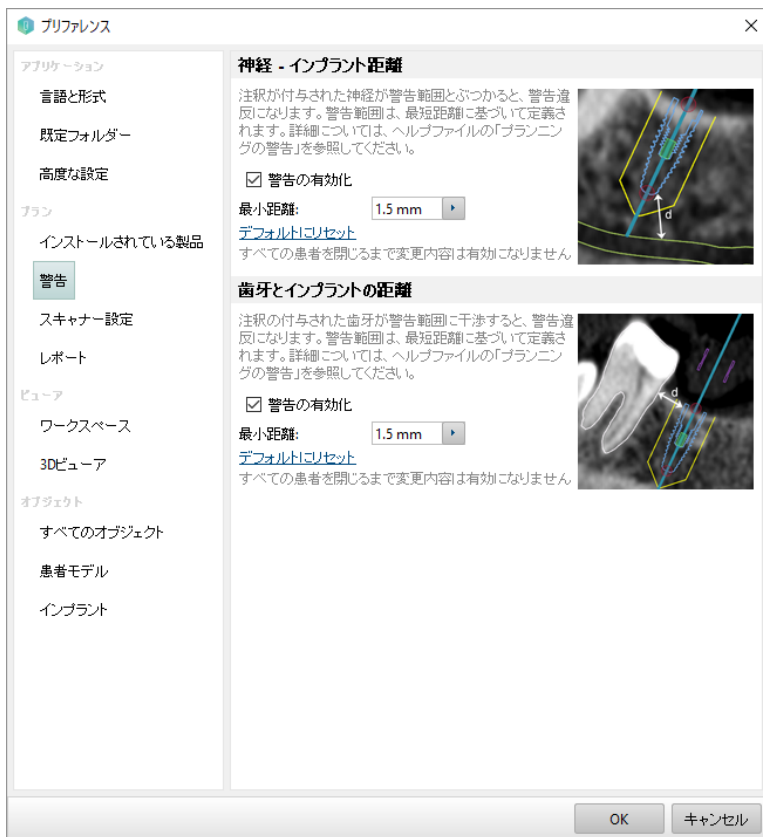 プリファレンス
アプリケーション
言語と形式
既定フォルダー
高度な設定
プラン
インストールされている製品
警告
スキャナー設定
レポート
ビューア
ワークスペース
3Dビューア
オブジェクト
すべてのオブジェクト
患者モデル
インプラント
神経 - インプラント距離
注釈が付与された神経が警告範囲とぶつかると、警告違
反になります。警告範囲は、最短距離に基づいて定義さ
れます。詳細については、ヘルプファイルの「プランニン
グの警告」を参照してください。
警告の有効化
最小距離:
1.5 mm
デフォルトにリセット
すべての患者を閉じるまで変更内容は有効になりません
d
歯牙とインプラントの距離
注釈の付与された歯牙が警告範囲に干渉すると、警告違
反になります。警告範囲は、最短距離に基づいて定義さ
れます。詳細については、ヘルプファイルの「プランニン
グの警告」を参照してください。
警告の有効化
最小距離:
1.5 mm
デフォルトにリセット
すべての患者を閉じるまで変更内容は有効になりません
d
OK
キャンセル